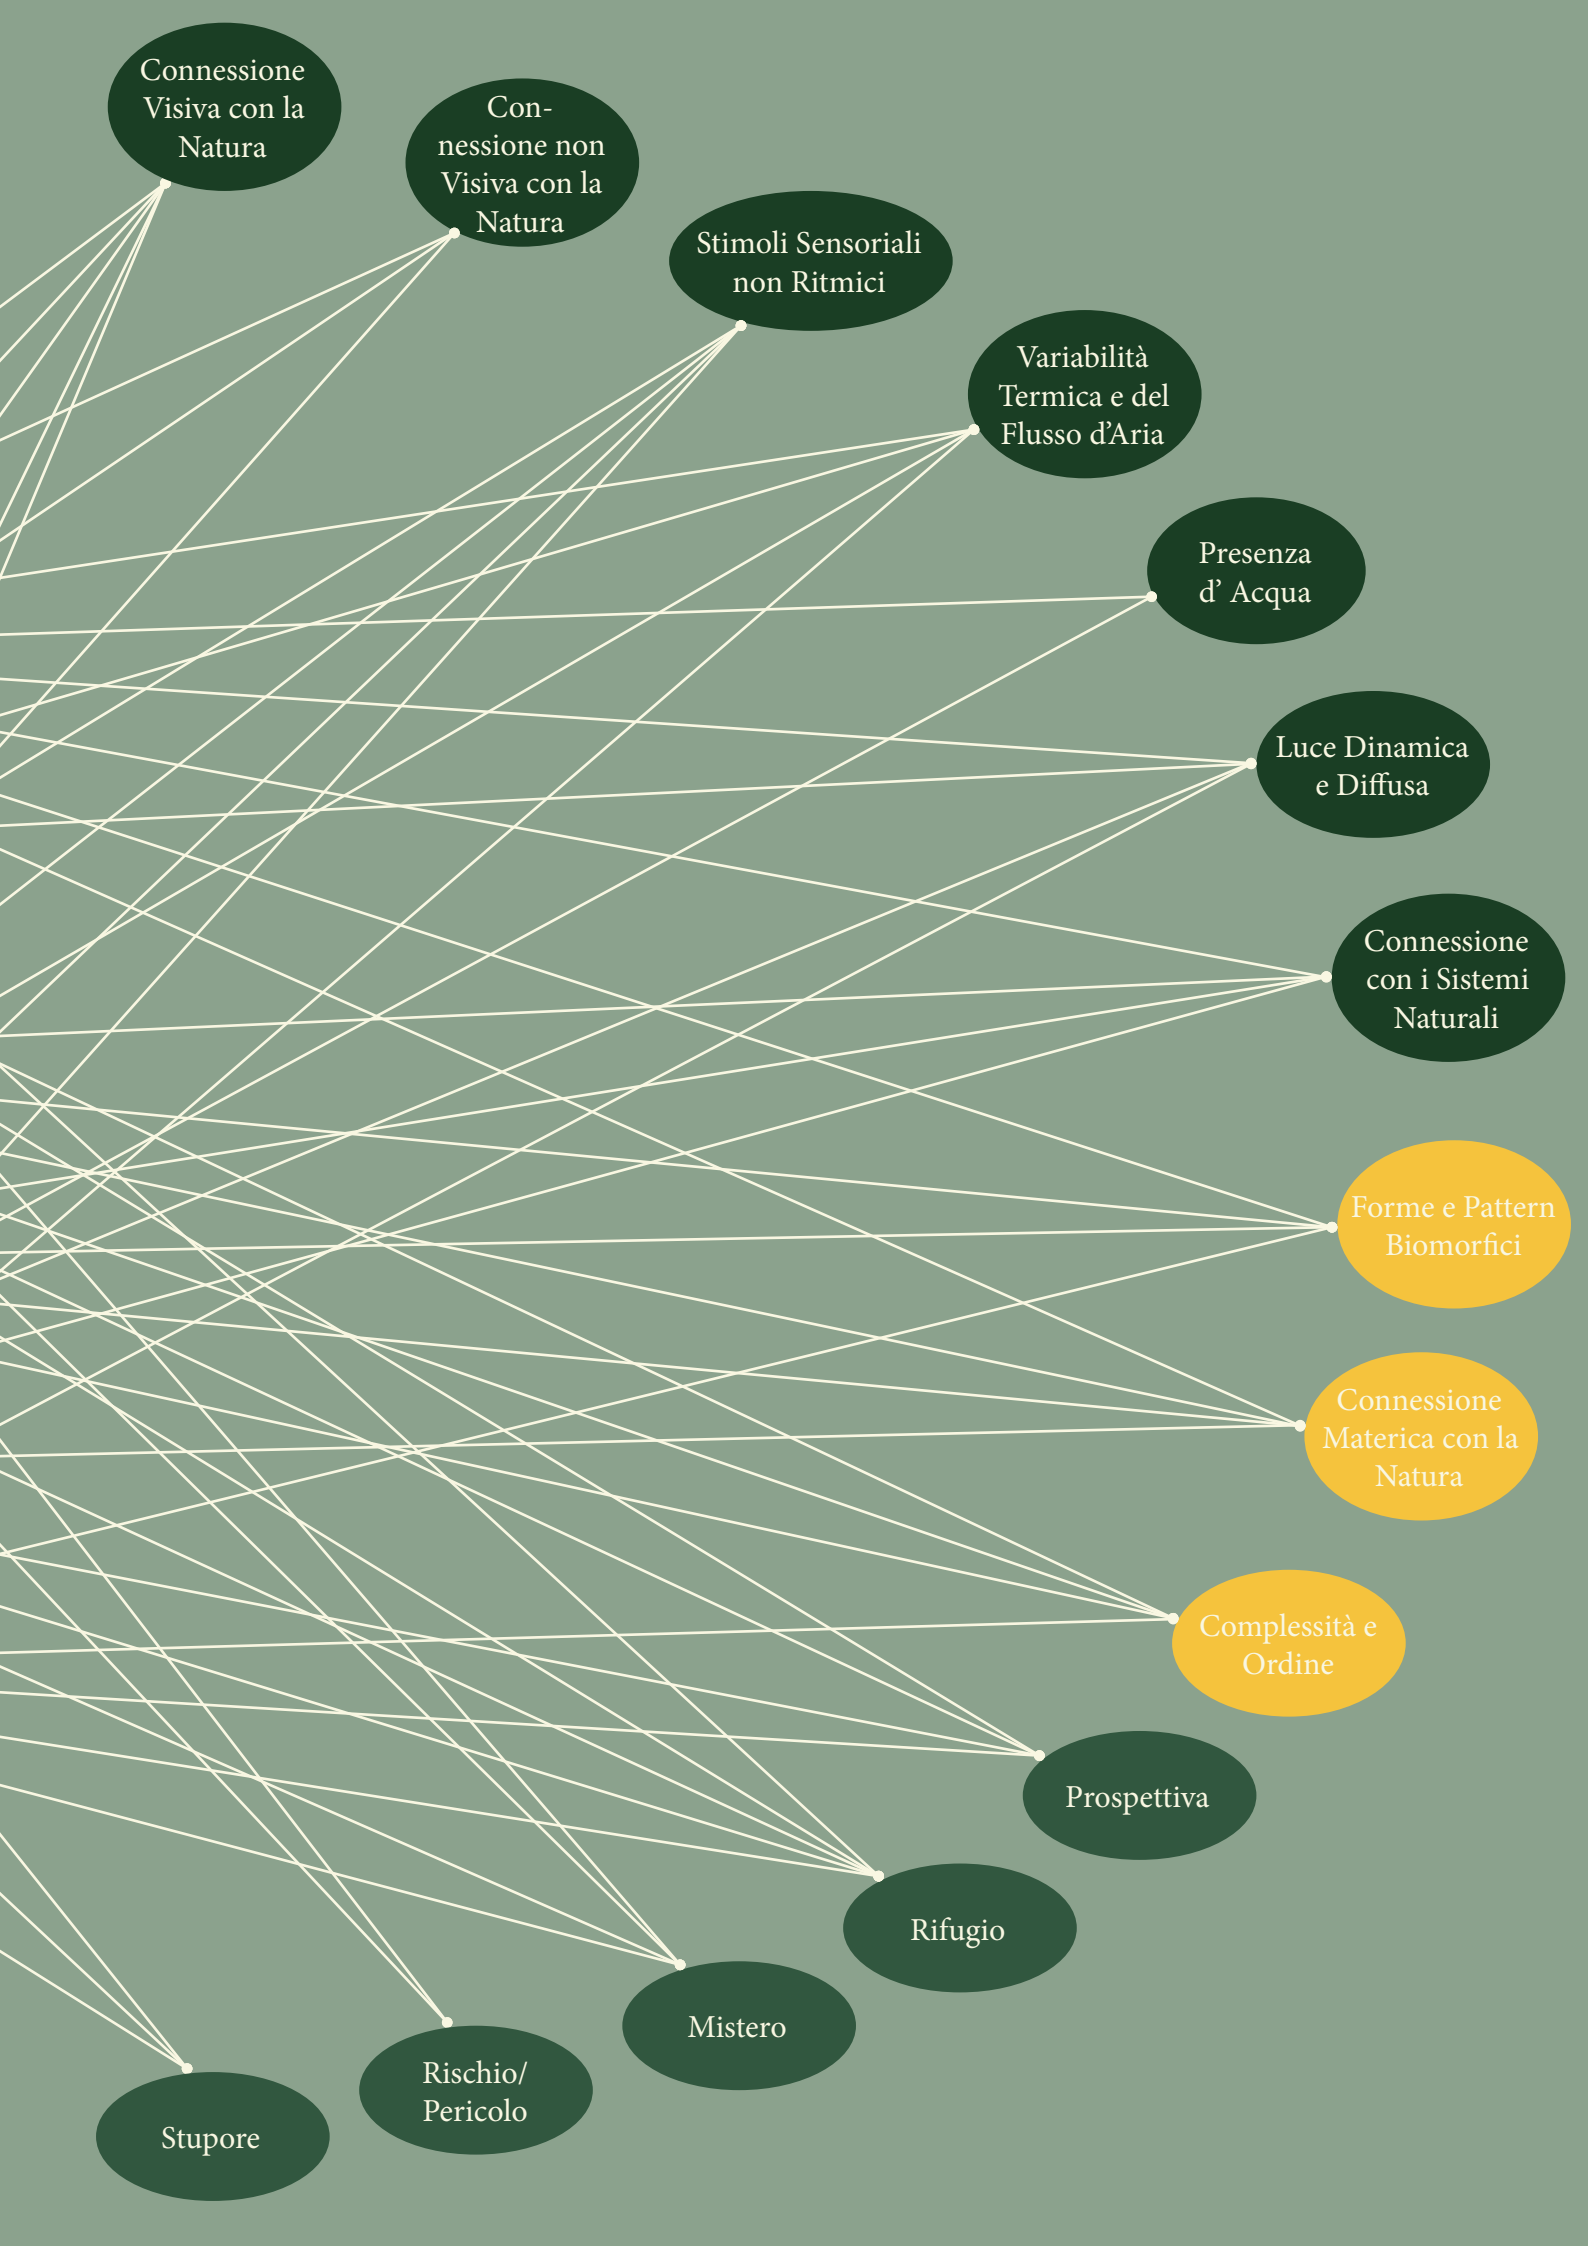 Connessione
Visiva con la
Natura
Con-
nessione non
Visiva con la
Natura
Stimoli Sensoriali
non Ritmici
Variabilità
Termica e del
Flusso d’Aria
Presenza
d’ Acqua
Luce Dinamica
e Diffusa
Connessione
con i Sistemi
Naturali
Forme e Pattern
Biomorfici
Connessione
Materica con la
Natura
Complessità e
Ordine
Prospettiva
Rifugio
Mistero
Rischio/
Pericolo
Stupore